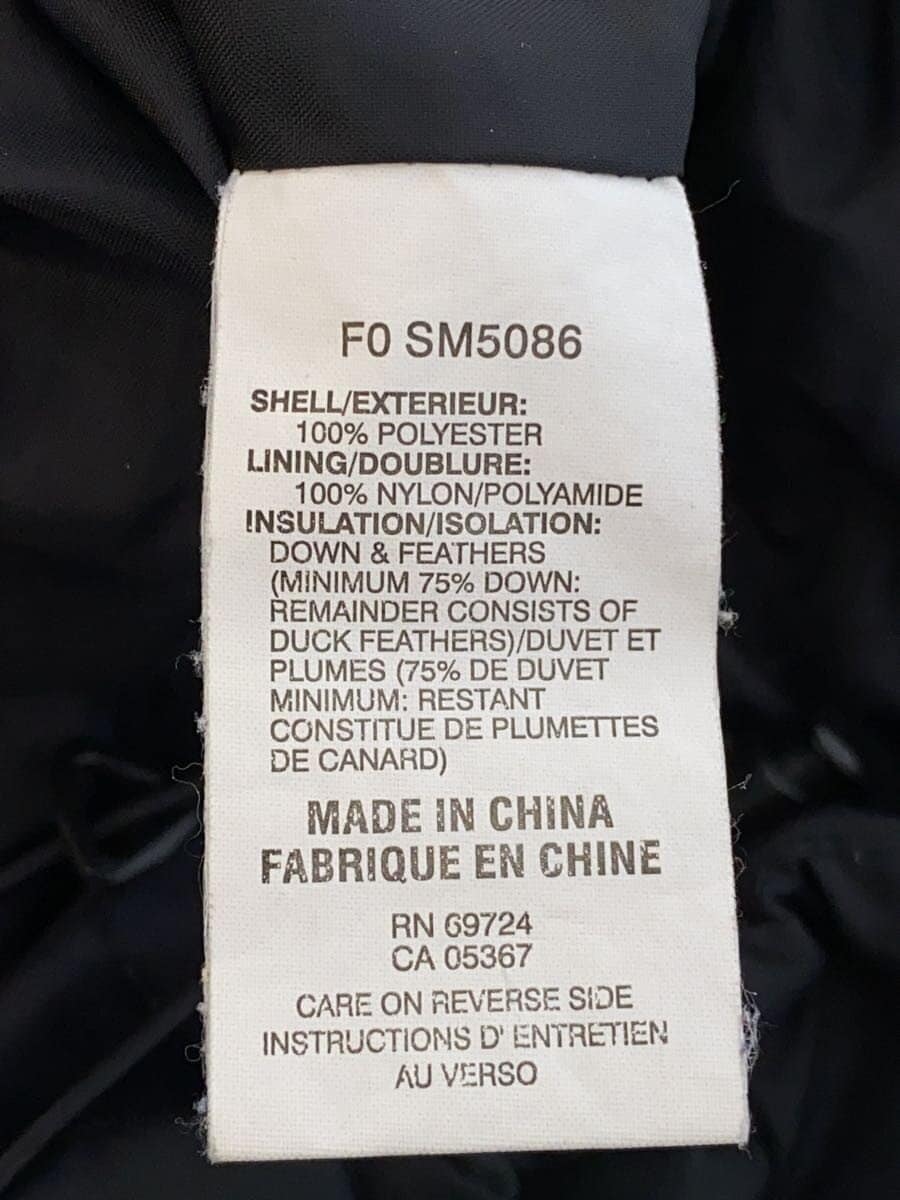 F0 SM5086
SHELL/EXTERIEUR:
100% POLYESTER
LINING/DOUBLURE:
100% NYLON/POLYAMIDE
INSULATION/ISOLATION:
DOWN & FEATHERS
(MINIMUM 75% DOWN:
REMAINDER CONSISTS OF
DUCK FEATHERS)/DUVET ET
PLUMES (75% DE DUVET
MINIMUM: RESTANT
CONSTITUE DE PLUMETTES
DE CANARD)
MADE IN CHINA
FABRIQUE EN CHINE
RN 69724
CA 05367
CARE ON REVERSE SIDE
INSTRUCTIONS D' ENTRETIEN
AU VERSO